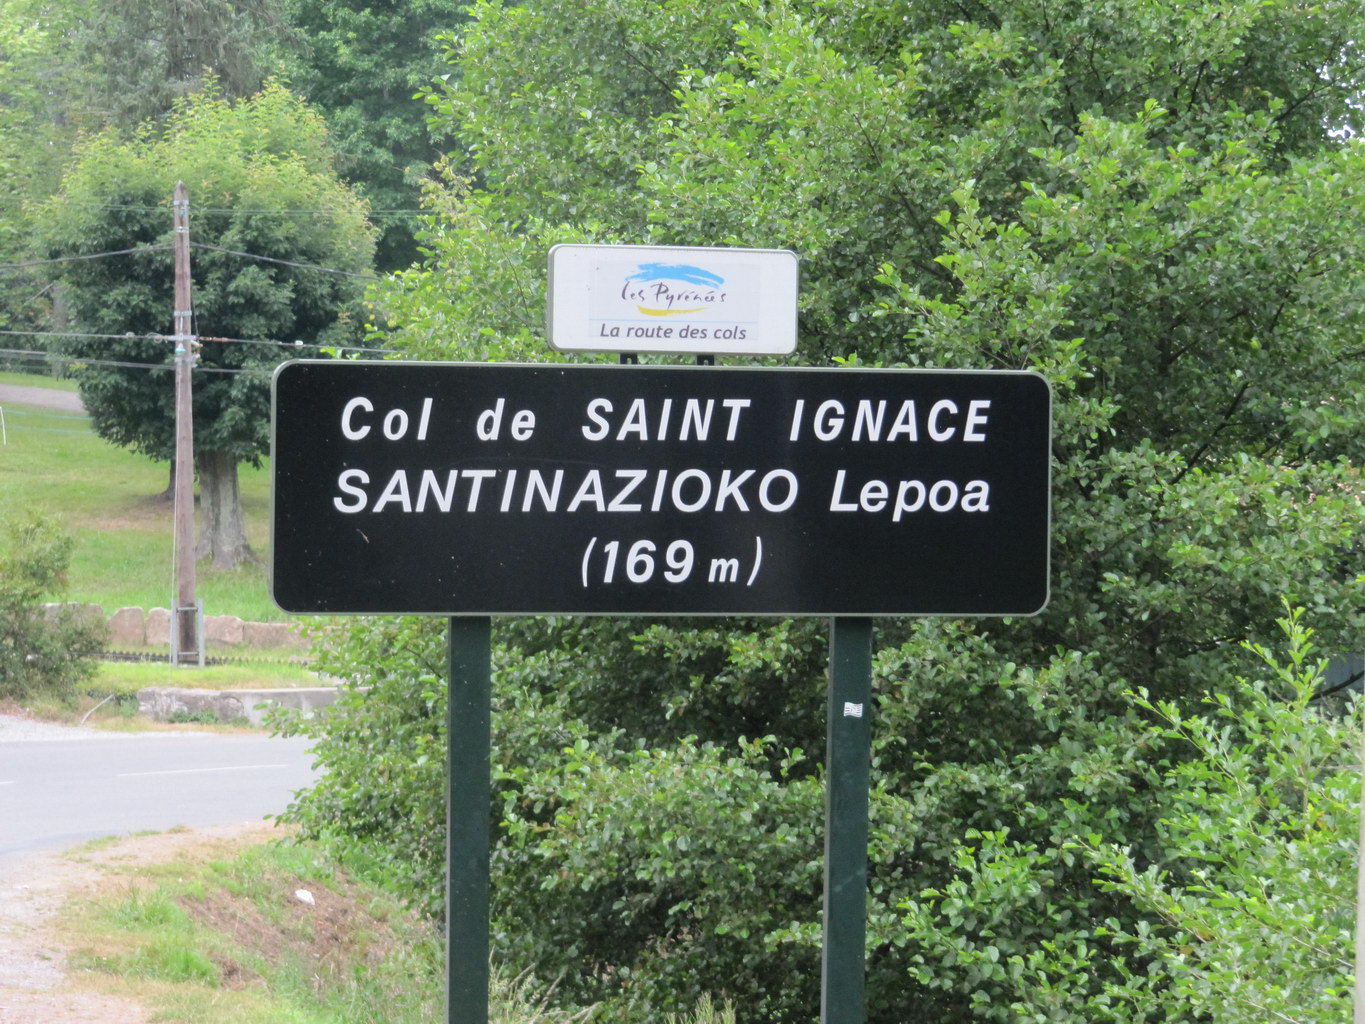 Les Pyrénées
La route des cols
Col de SAINT IGNACE
SANTINAZIOKO Lepoa
(169 m)